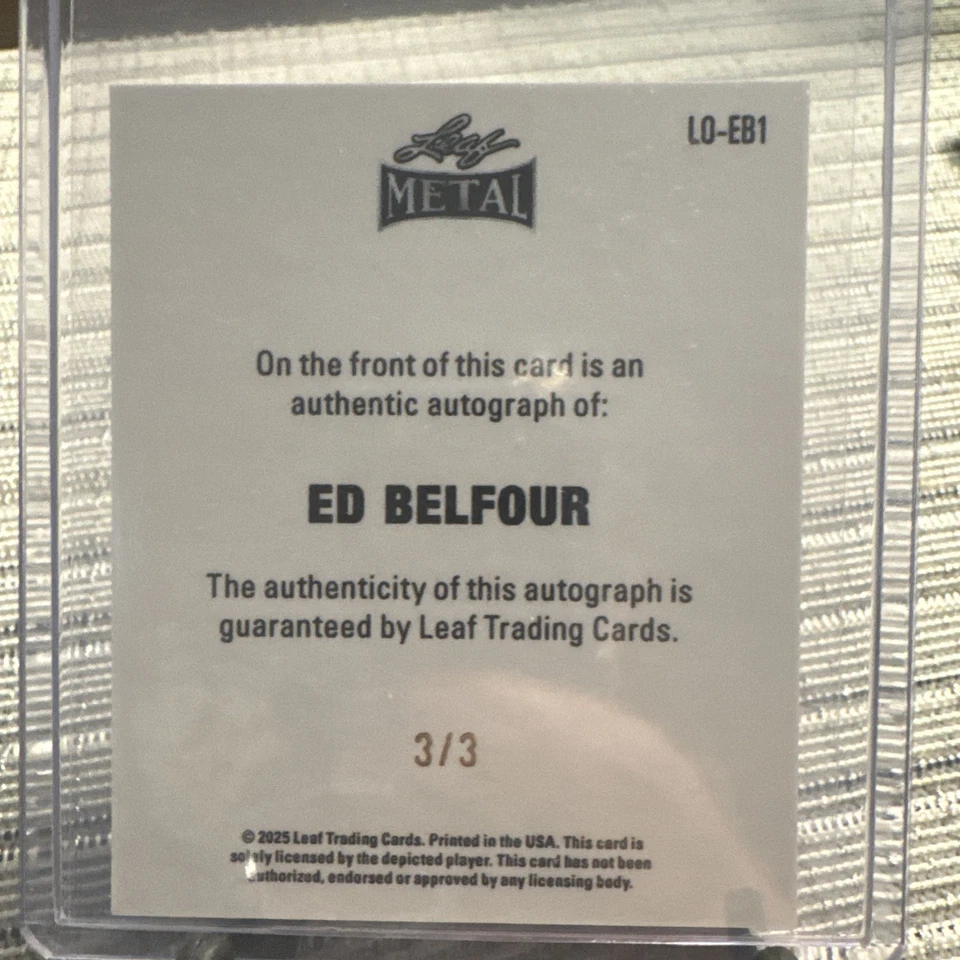 Leaf
METAL
LO-EB1
On the front of this card is an
authentic autograph of:
ED BELFOUR
The authenticity of this autograph is
guaranteed by Leaf Trading Cards.
3/3
© 2025 Leaf Trading Cards. Printed in the USA. This card is
solely licensed by the depicted player. This card has not been
authorized, endorsed or approved by any licensing body.